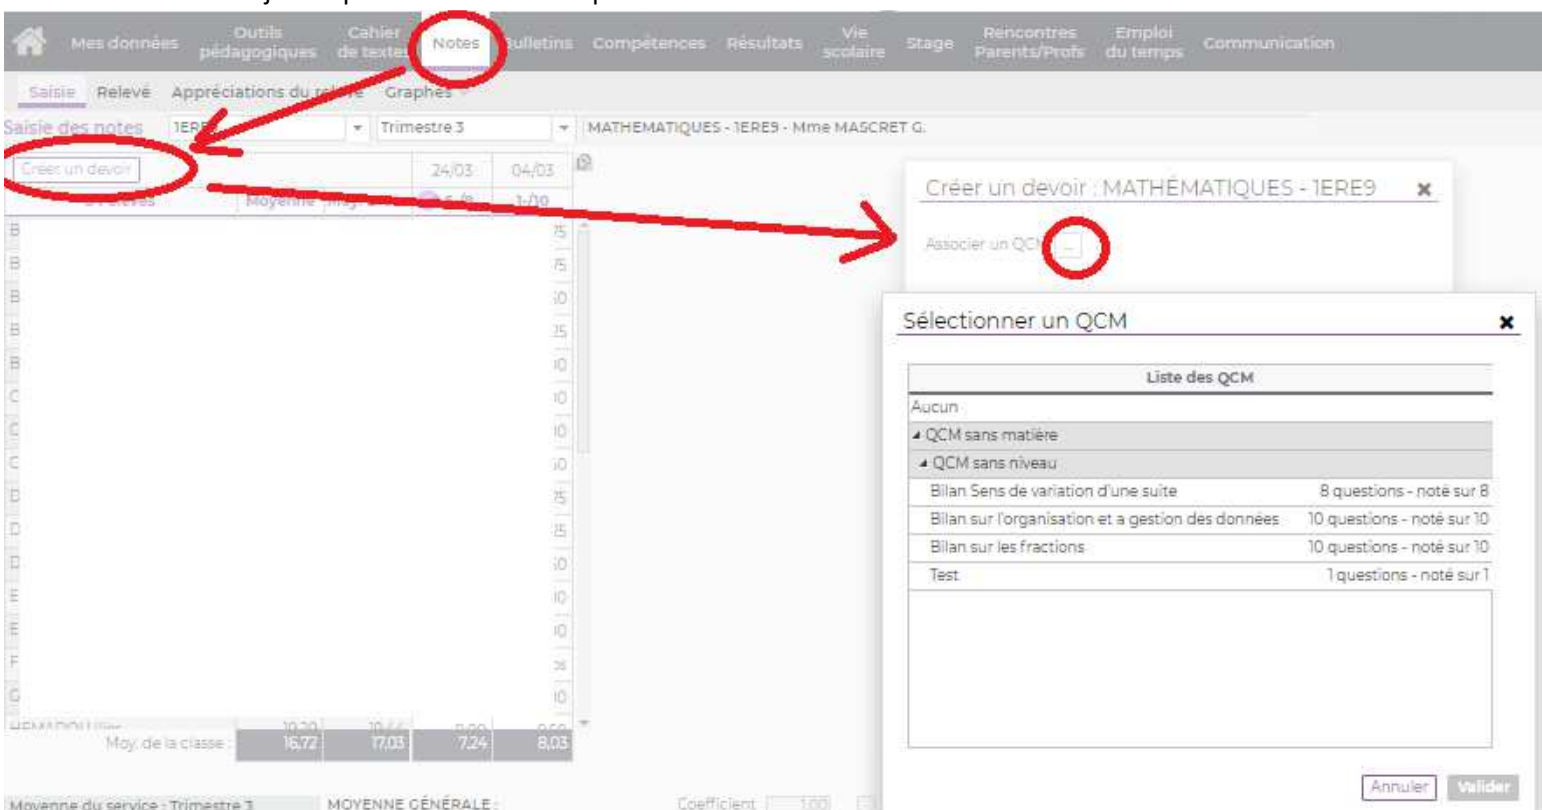 Mes données Outils pédagogiques Cahier de textes Notes Bulletins Compétences Résultats Vie scolaire Stage Rencontres Parents/Profs Emploi du temps Communication
Saisie Relevé Appréciations du relevé Graphes
Saisie des notes 1ERE9 Trimestre 3 MATHEMATIQUES - 1ERE9 - Mme MASCRET G.
Créer un devoir 24/03 04/03
Moyenne 1-/10
Créer un devoir : MATHÉMATIQUES - 1ERE9
Associer un QCM ...
Sélectionner un QCM
Liste des QCM
Aucun
QCM sans matière
QCM sans niveau
Bilan Sens de variation d'une suite 8 questions - noté sur 8
Bilan sur l'organisation et a gestion des données 10 questions - noté sur 10
Bilan sur les fractions 10 questions - noté sur 10
Test 1 questions - noté sur 1
Annuler Valider
B
B
B
B
B
C
C
C
D
D
D
E
E
F
G
Moy. de la classe : 16,72 17,03 7,24 8,03
Moyenne du service : Trimestre 3 MOYENNE GÉNÉRALE : Coefficient 1,00